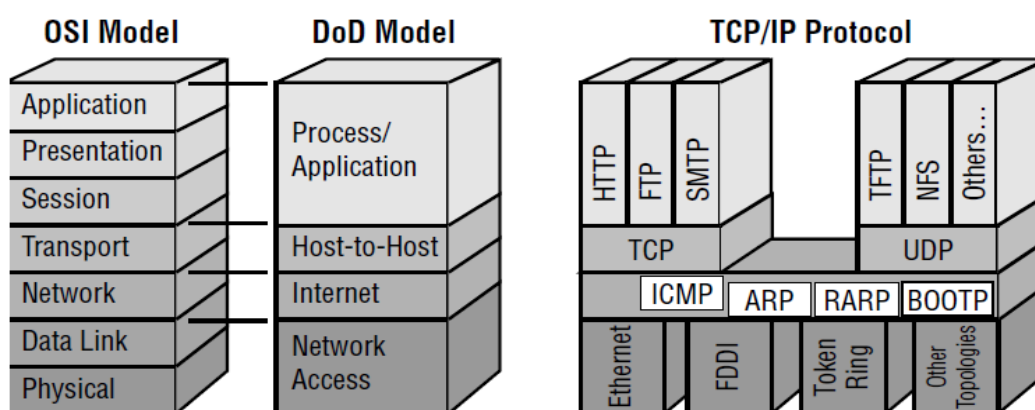 OSI Model
DoD Model
TCP/IP Protocol
Application
Presentation
Session
Transport
Network
Data Link
Physical
Process/
Application
Host-to-Host
Internet
Network
Access
HTTP
FTP
SMTP
TFTP
NFS
Others...
TCP
UDP
ICMP
ARP
RARP
BOOTP
Ethernet
FDDI
Token
Ring
Other
Topologies